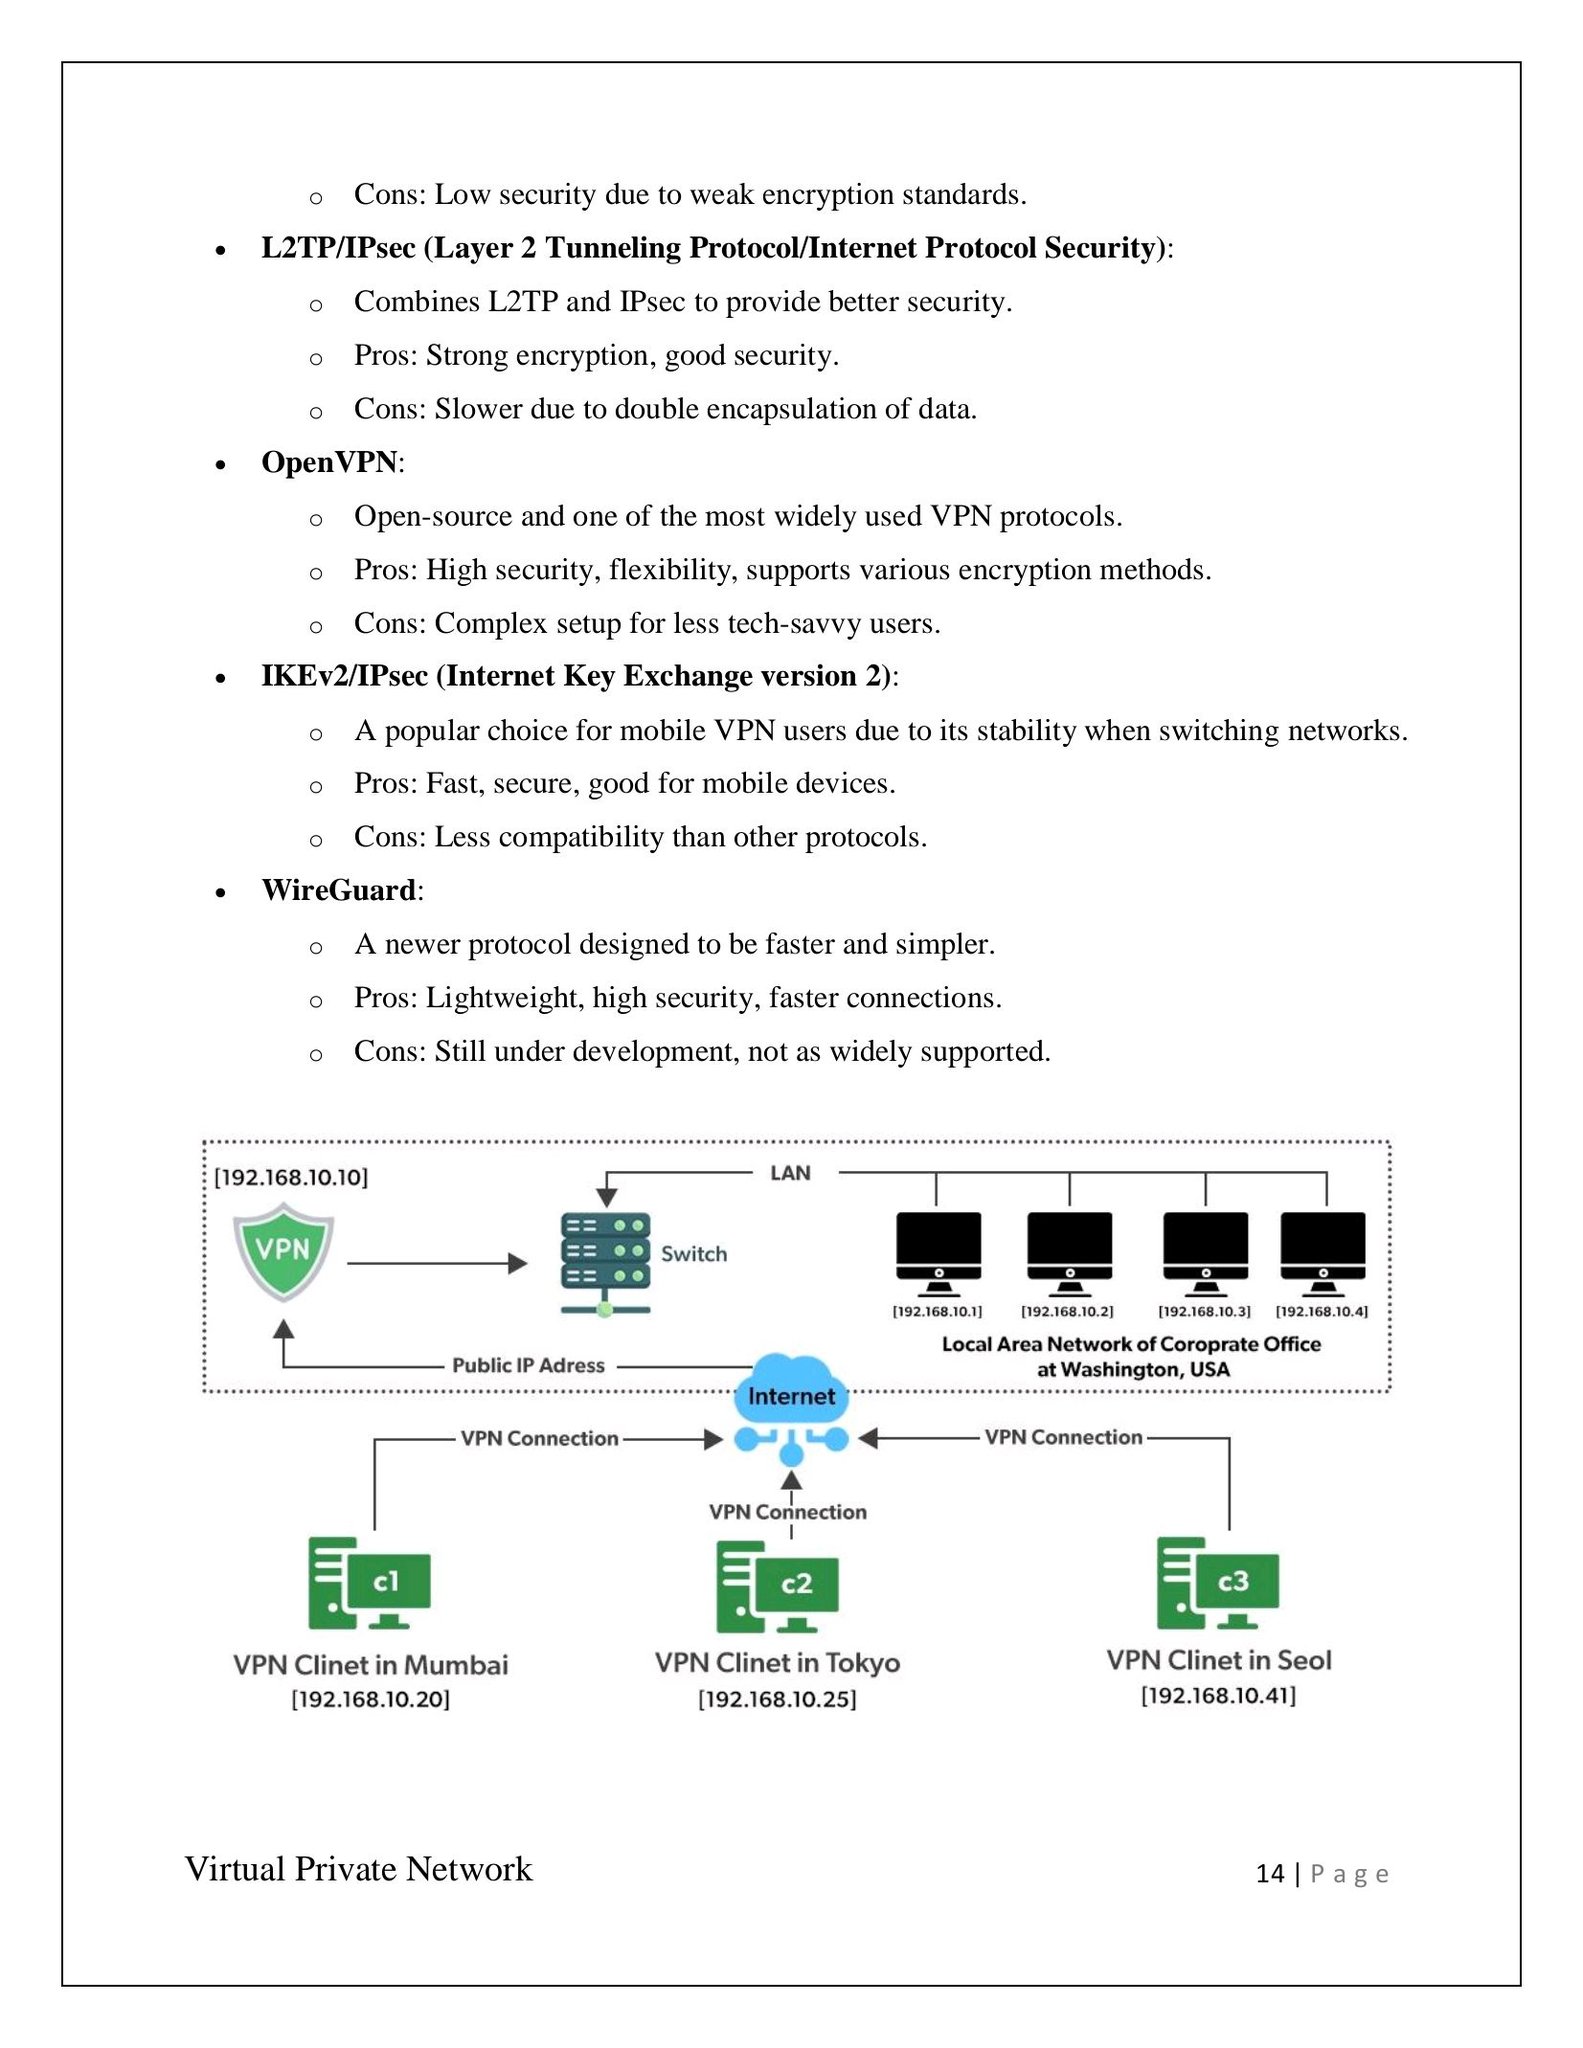 o Cons: Low security due to weak encryption standards.
• L2TP/IPsec (Layer 2 Tunneling Protocol/Internet Protocol Security):
o Combines L2TP and IPsec to provide better security.
o Pros: Strong encryption, good security.
o Cons: Slower due to double encapsulation of data.
• OpenVPN:
o Open-source and one of the most widely used VPN protocols.
o Pros: High security, flexibility, supports various encryption methods.
o Cons: Complex setup for less tech-savvy users.
• IKEv2/IPsec (Internet Key Exchange version 2):
o A popular choice for mobile VPN users due to its stability when switching networks.
o Pros: Fast, secure, good for mobile devices.
o Cons: Less compatibility than other protocols.
• WireGuard:
o A newer protocol designed to be faster and simpler.
o Pros: Lightweight, high security, faster connections.
o Cons: Still under development, not as widely supported.
[192.168.10.10]
LAN
VPN
Switch
[192.168.10.1] [192.168.10.2] [192.168.10.3] [192.168.10.4]
Local Area Network of Coroprate Office
at Washington, USA
Public IP Adress
Internet
VPN Connection
VPN Connection
VPN Connection
c1
c2
c3
VPN Clinet in Mumbai
[192.168.10.20]
VPN Clinet in Tokyo
[192.168.10.25]
VPN Clinet in Seol
[192.168.10.41]
Virtual Private Network
14 | Page